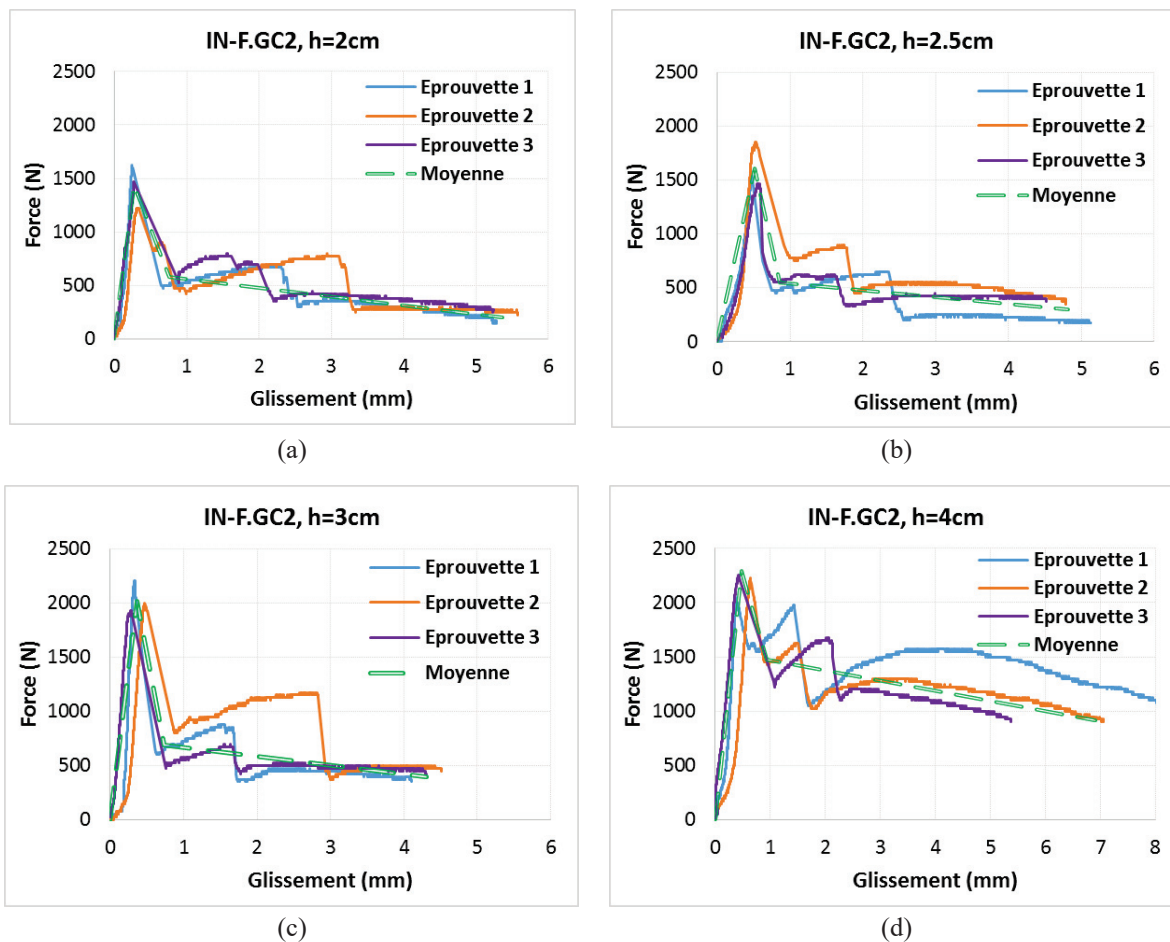 IN-F.GC2, h=2cm
2500
2000
1500
1000
500
0
Force (N)
Eprouvette 1
Eprouvette 2
Eprouvette 3
Moyenne
0 1 2 3 4 5 6
Glissement (mm)
(a)
IN-F.GC2, h=2.5cm
2500
2000
1500
1000
500
0
Force (N)
Eprouvette 1
Eprouvette 2
Eprouvette 3
Moyenne
0 1 2 3 4 5 6
Glissement (mm)
(b)
IN-F.GC2, h=3cm
2500
2000
1500
1000
500
0
Force (N)
Eprouvette 1
Eprouvette 2
Eprouvette 3
Moyenne
0 1 2 3 4 5 6
Glissement (mm)
(c)
IN-F.GC2, h=4cm
2500
2000
1500
1000
500
0
Force (N)
Eprouvette 1
Eprouvette 2
Eprouvette 3
Moyenne
0 1 2 3 4 5 6 7 8
Glissement (mm)
(d)